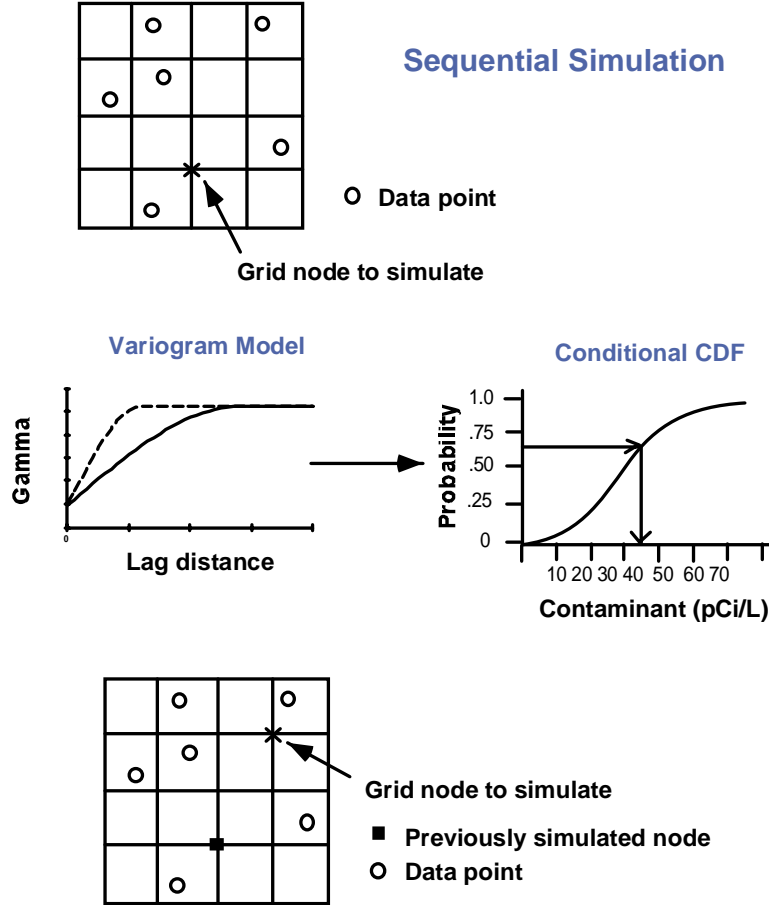 Sequential Simulation
Data point
Grid node to simulate
Variogram Model
Conditional CDF
Gamma
0
Lag distance
Probability
1.0
.75
.50
.25
0
10 20 30 40 50 60 70
Contaminant (pCi/L)
Grid node to simulate
Previously simulated node
Data point